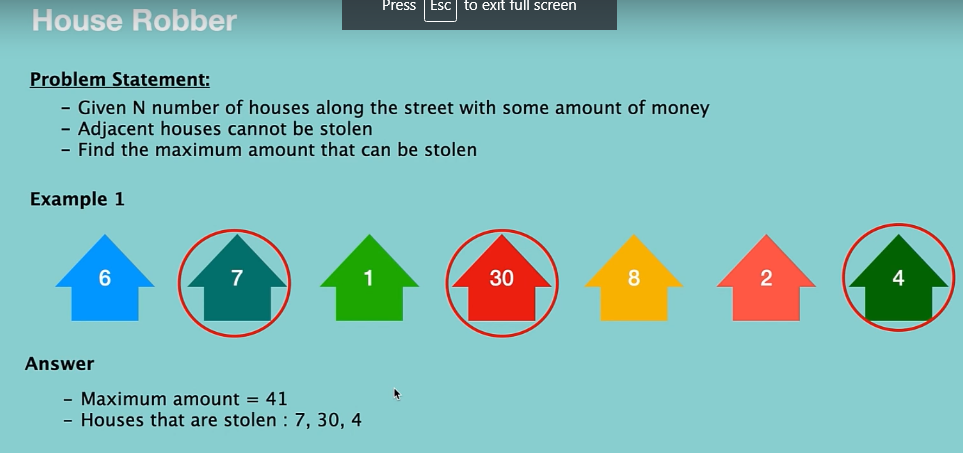 Press Esc to exit full screen
House Robber
Problem Statement:
– Given N number of houses along the street with some amount of money
– Adjacent houses cannot be stolen
– Find the maximum amount that can be stolen
Example 1
6 7 1 30 8 2 4
Answer
– Maximum amount = 41
– Houses that are stolen : 7, 30, 4